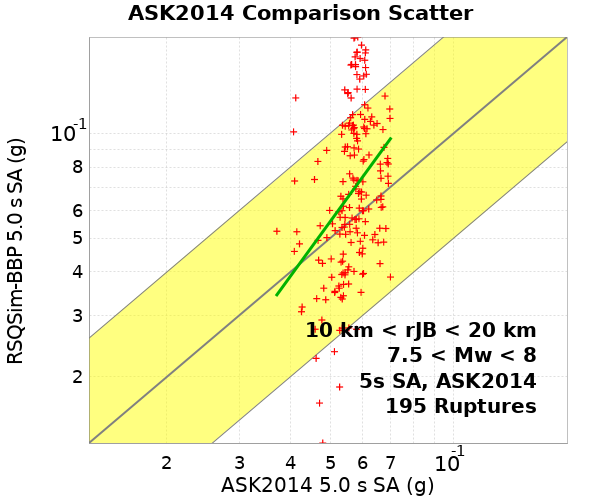 ASK2014 Comparison Scatter
RSQSim-BBP 5.0 s SA (g)
10-1
8
6
5
4
3
2
10 km < rJB < 20 km
7.5 < Mw < 8
5s SA, ASK2014
195 Ruptures
2 3 4 5 6 7 10-1
ASK2014 5.0 s SA (g)